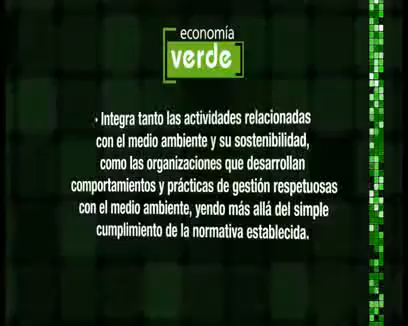 economía
verde
· Integra tanto las actividades relacionadas
con el medio ambiente y su sostenibilidad,
como las organizaciones que desarrollan
comportamientos y prácticas de gestión respetuosas
con el medio ambiente, yendo más allá del simple
cumplimiento de la normativa establecida.